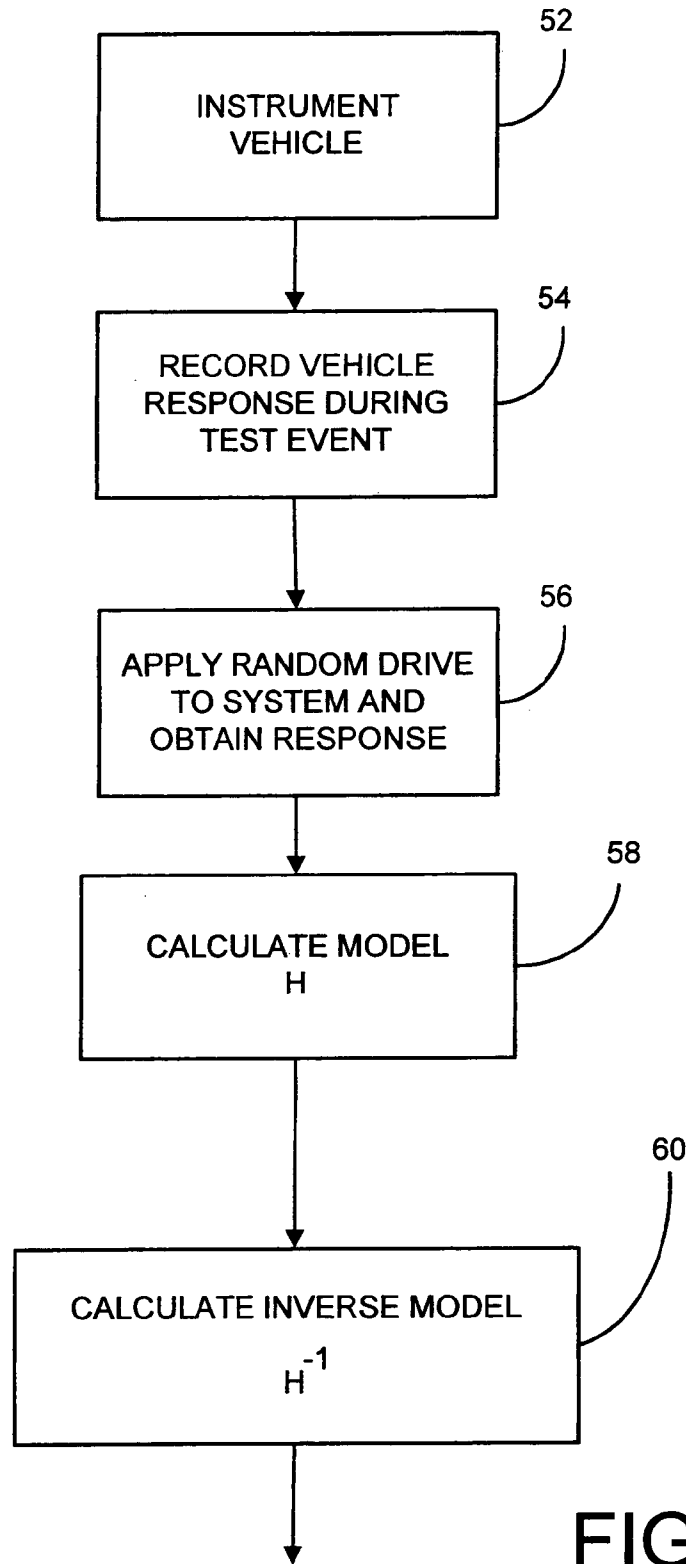 52
INSTRUMENT
VEHICLE
54
RECORD VEHICLE
RESPONSE DURING
TEST EVENT
56
APPLY RANDOM DRIVE
TO SYSTEM AND
OBTAIN RESPONSE
58
CALCULATE MODEL
H
60
CALCULATE INVERSE MODEL
H-1
FIG